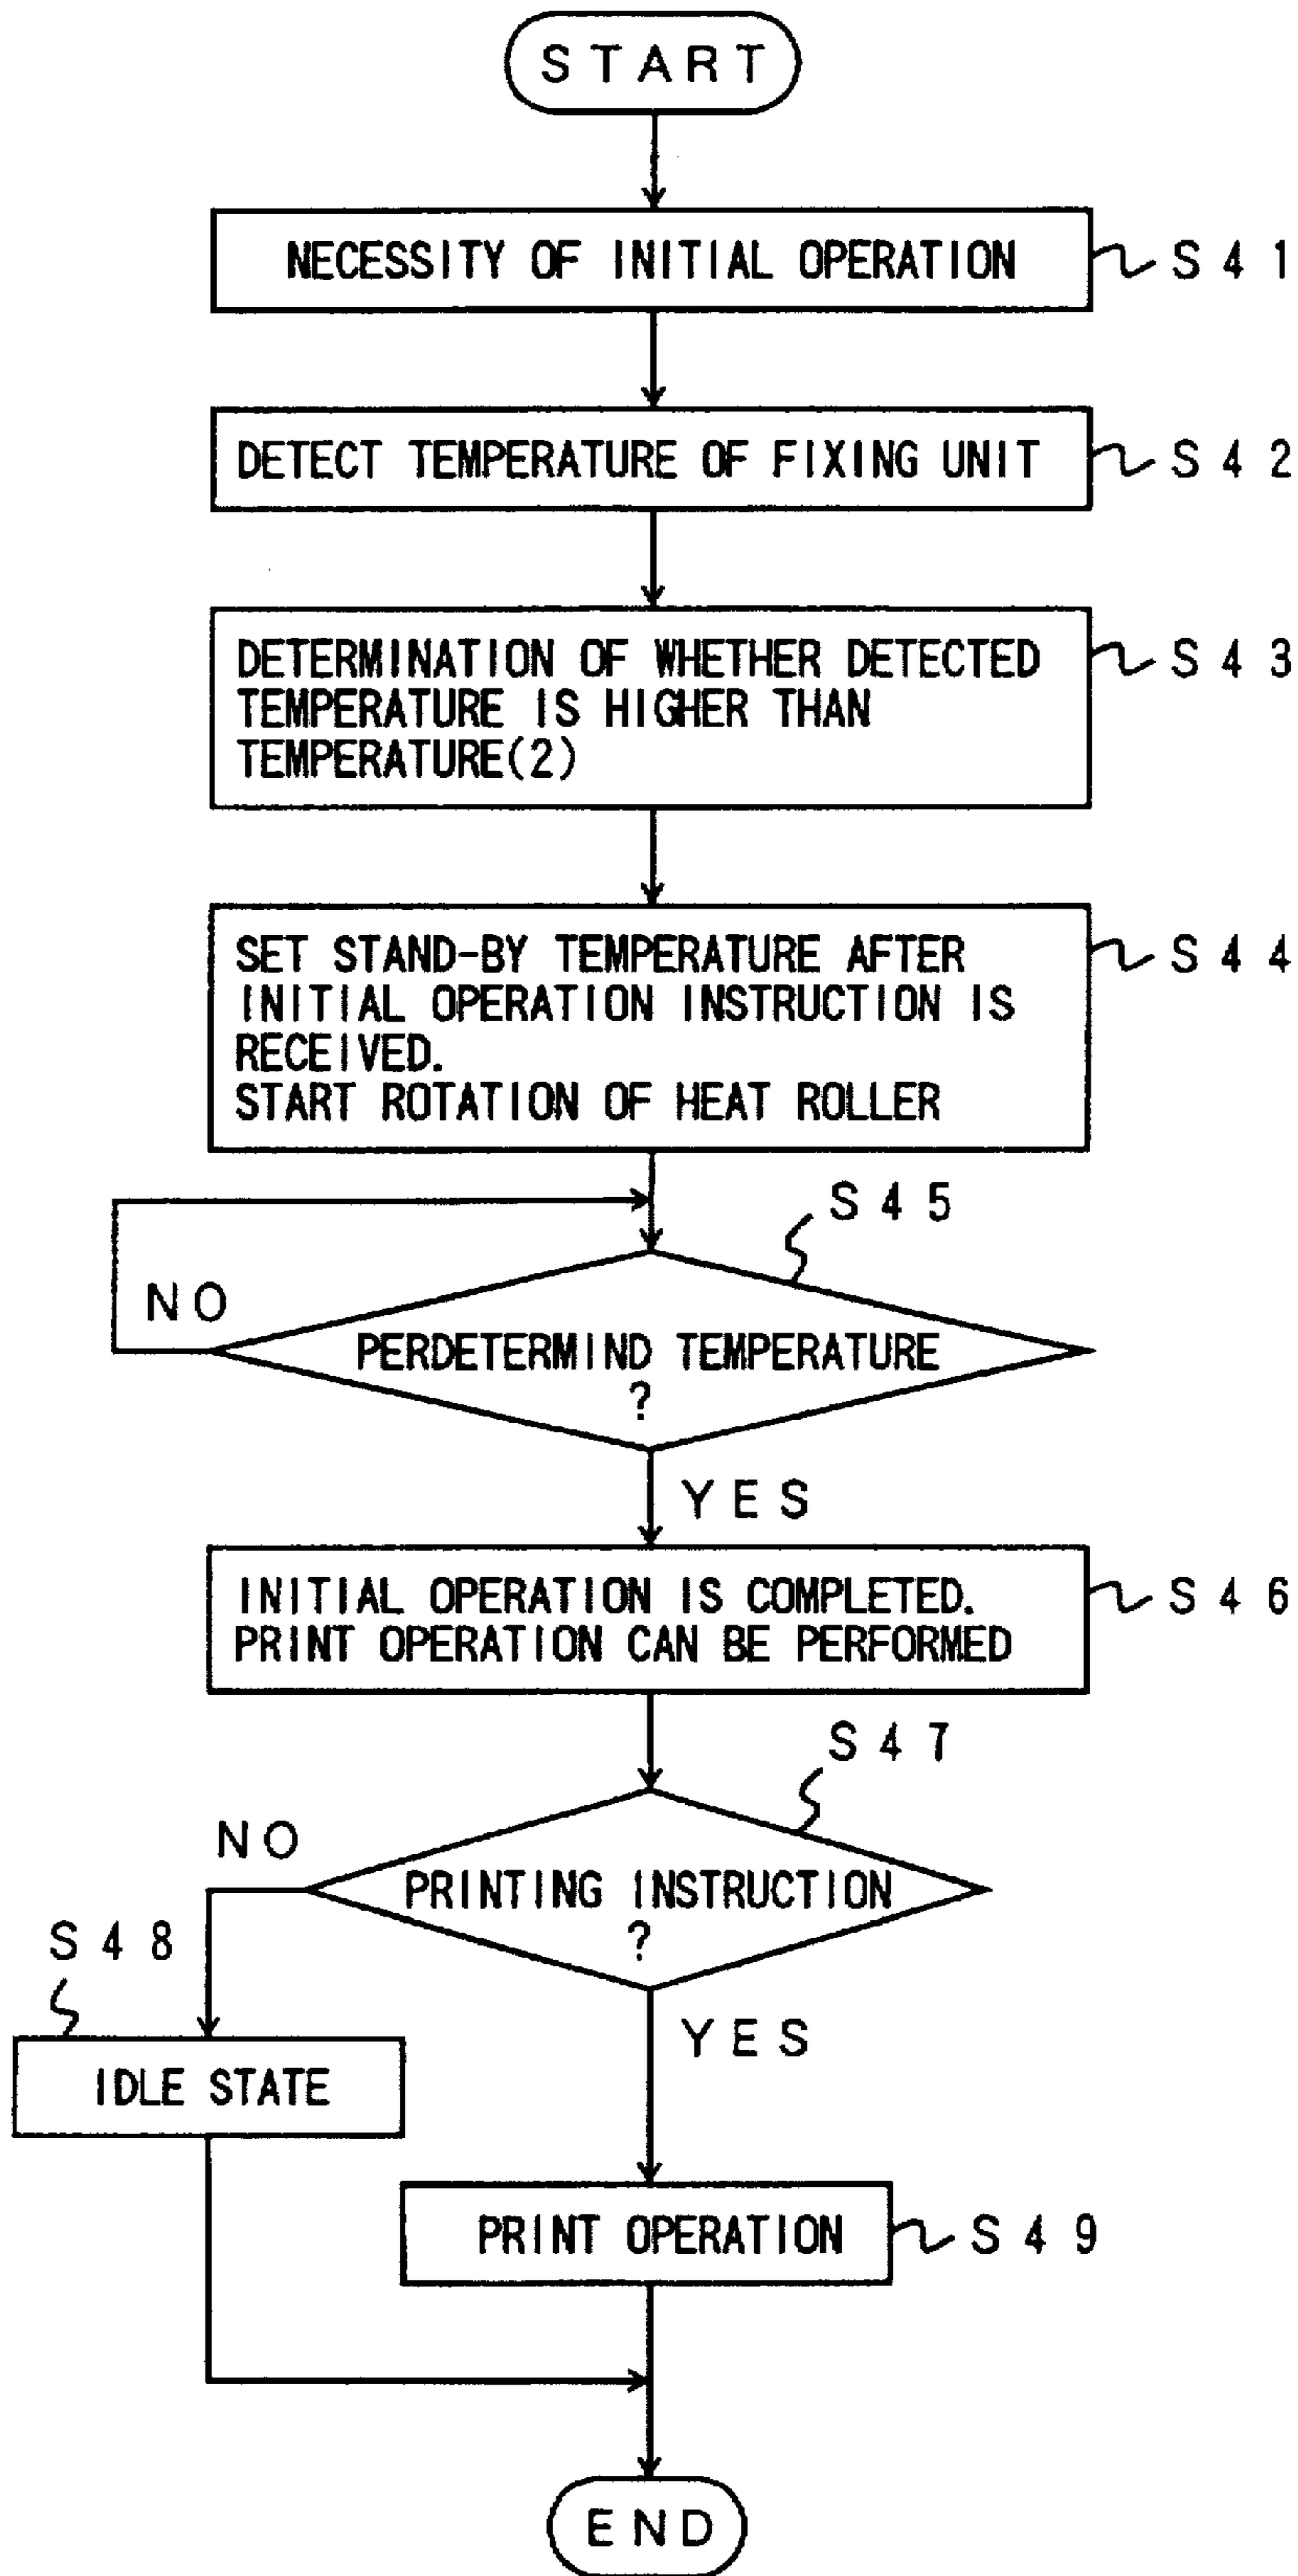 START
NECESSITY OF INITIAL OPERATION
S41
DETECT TEMPERATURE OF FIXING UNIT
S42
DETERMINATION OF WHETHER DETECTED
TEMPERATURE IS HIGHER THAN
TEMPERATURE(2)
S43
SET STAND-BY TEMPERATURE AFTER
INITIAL OPERATION INSTRUCTION IS
RECEIVED.
START ROTATION OF HEAT ROLLER
S44
S45
NO
PERDETERMIND TEMPERATURE
?
YES
INITIAL OPERATION IS COMPLETED.
PRINT OPERATION CAN BE PERFORMED
S46
S47
NO
PRINTING INSTRUCTION
?
S48
YES
IDLE STATE
PRINT OPERATION
S49
END